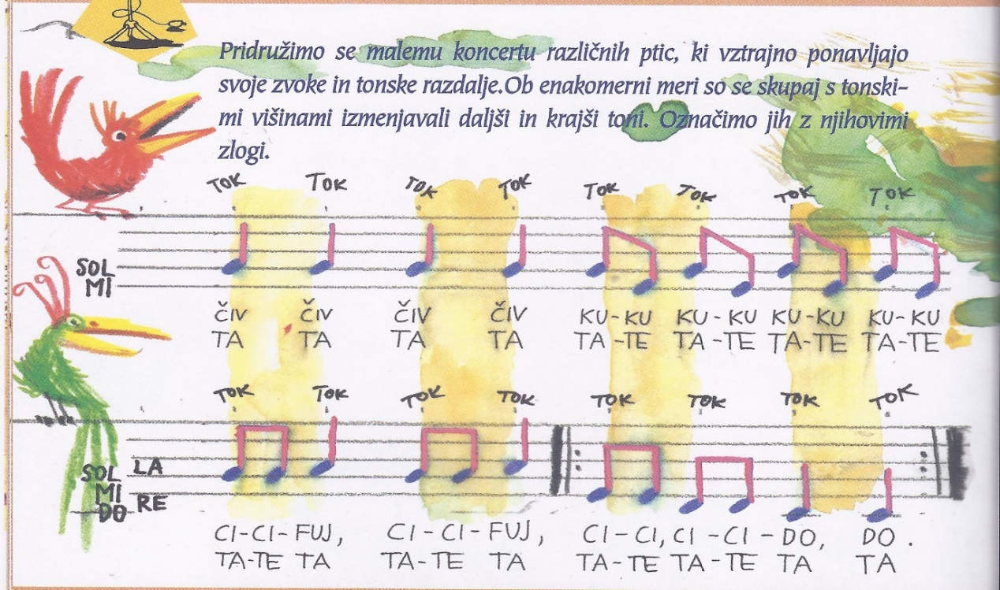 Pridružimo se malemu koncertu različnih ptic, ki vztrajno ponavljajo
svoje zvoke in tonske razdalje.Ob enakomerni meri so se skupaj s tonski-
mi višinami izmenjavali daljši in krajši toni. Označimo jih z njihovimi
zlogi.
TOK TOK TOK TOK TOK TOK TOK TOK
SOL
MI
ČIV ČIV ČIV ČIV KU-KU KU-KU KU-KU KU-KU
TA TA TA TA TA-TE TA-TE TA-TE TA-TE
TOK TOK TOK TOK TOK TOK TOK TOK
SOL LA
MI RE
DO
CI-CI-FUJ, CI-CI-FUJ, CI-CI, CI-CI-DO, DO.
TA-TE TA TA-TE TA TA-TE TA-TE TA TA